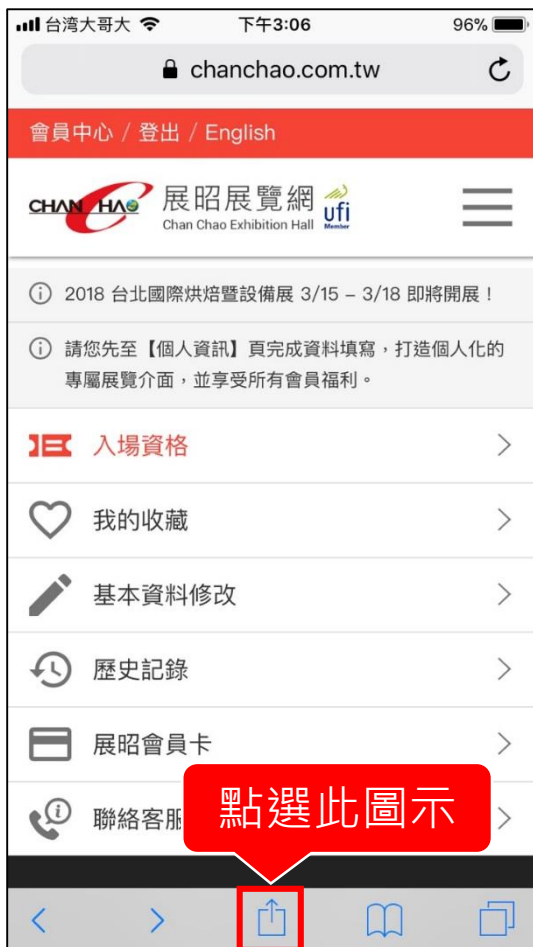 台湾大哥大 下午3:06 96%
chanchao.com.tw
會員中心 / 登出 / English
CHAN CHAO 展昭展覽網 ufi
Chan Chao Exhibition Hall Member
2018 台北國際烘焙暨設備展 3/15 – 3/18 即將開展！
請您先至【個人資訊】頁完成資料填寫，打造個人化的
專屬展覽介面，並享受所有會員福利。
入場資格
我的收藏
基本資料修改
歷史記錄
展昭會員卡
聯絡客服
點選此圖示